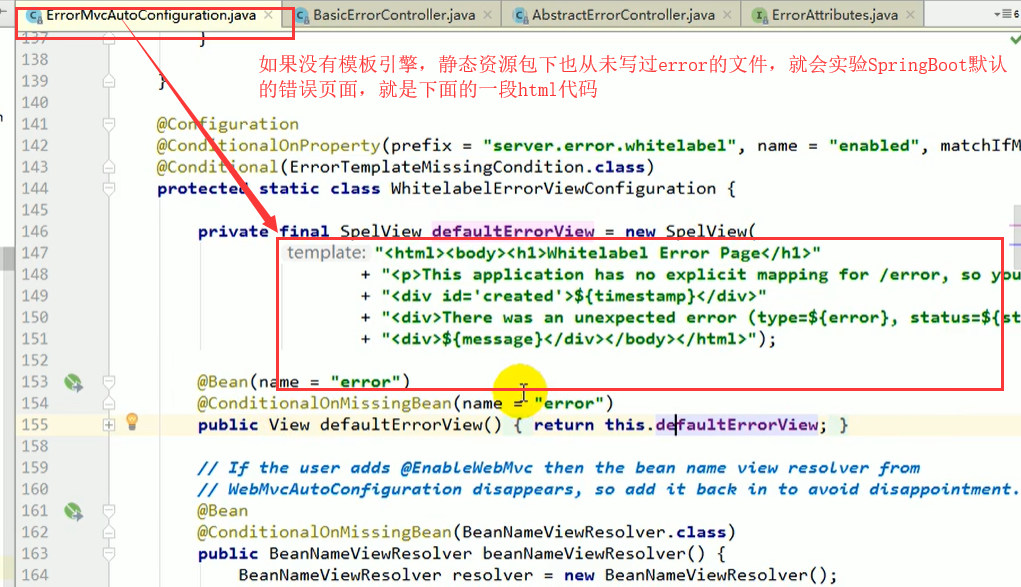 ErrorMvcAutoConfiguration.java BasicErrorController.java AbstractErrorController.java ErrorAttributes.java 6
137 }
138
139 }
如果没有模板引擎，静态资源包下也从未写过error的文件，就会实验SpringBoot默认
的错误页面，就是下面的一段html代码
140
141 @Configuration
142 @ConditionalOnProperty(prefix = "server.error.whitelabel", name = "enabled", matchIfM
143 @Conditional(ErrorTemplateMissingCondition.class)
144 protected static class WhitelabelErrorViewConfiguration {
145
146 private final SpelView defaultErrorView = new SpelView(
147 template: "<html><body><h1>Whitelabel Error Page</h1>"
148 + "<p>This application has no explicit mapping for /error, so you
149 + "<div id='created'>${timestamp}</div>"
150 + "<div>There was an unexpected error (type=${error}, status=${st
151 + "<div>${message}</div></body></html>");
152
153 @Bean(name = "error")
154 @ConditionalOnMissingBean(name = "error")
155 public View defaultErrorView() { return this.defaultErrorView; }
158
159 // If the user adds @EnableWebMvc then the bean name view resolver from
160 // WebMvcAutoConfiguration disappears, so add it back in to avoid disappointment.
161 @Bean
162 @ConditionalOnMissingBean(BeanNameViewResolver.class)
163 public BeanNameViewResolver beanNameViewResolver() {
164 BeanNameViewResolver resolver = new BeanNameViewResolver();